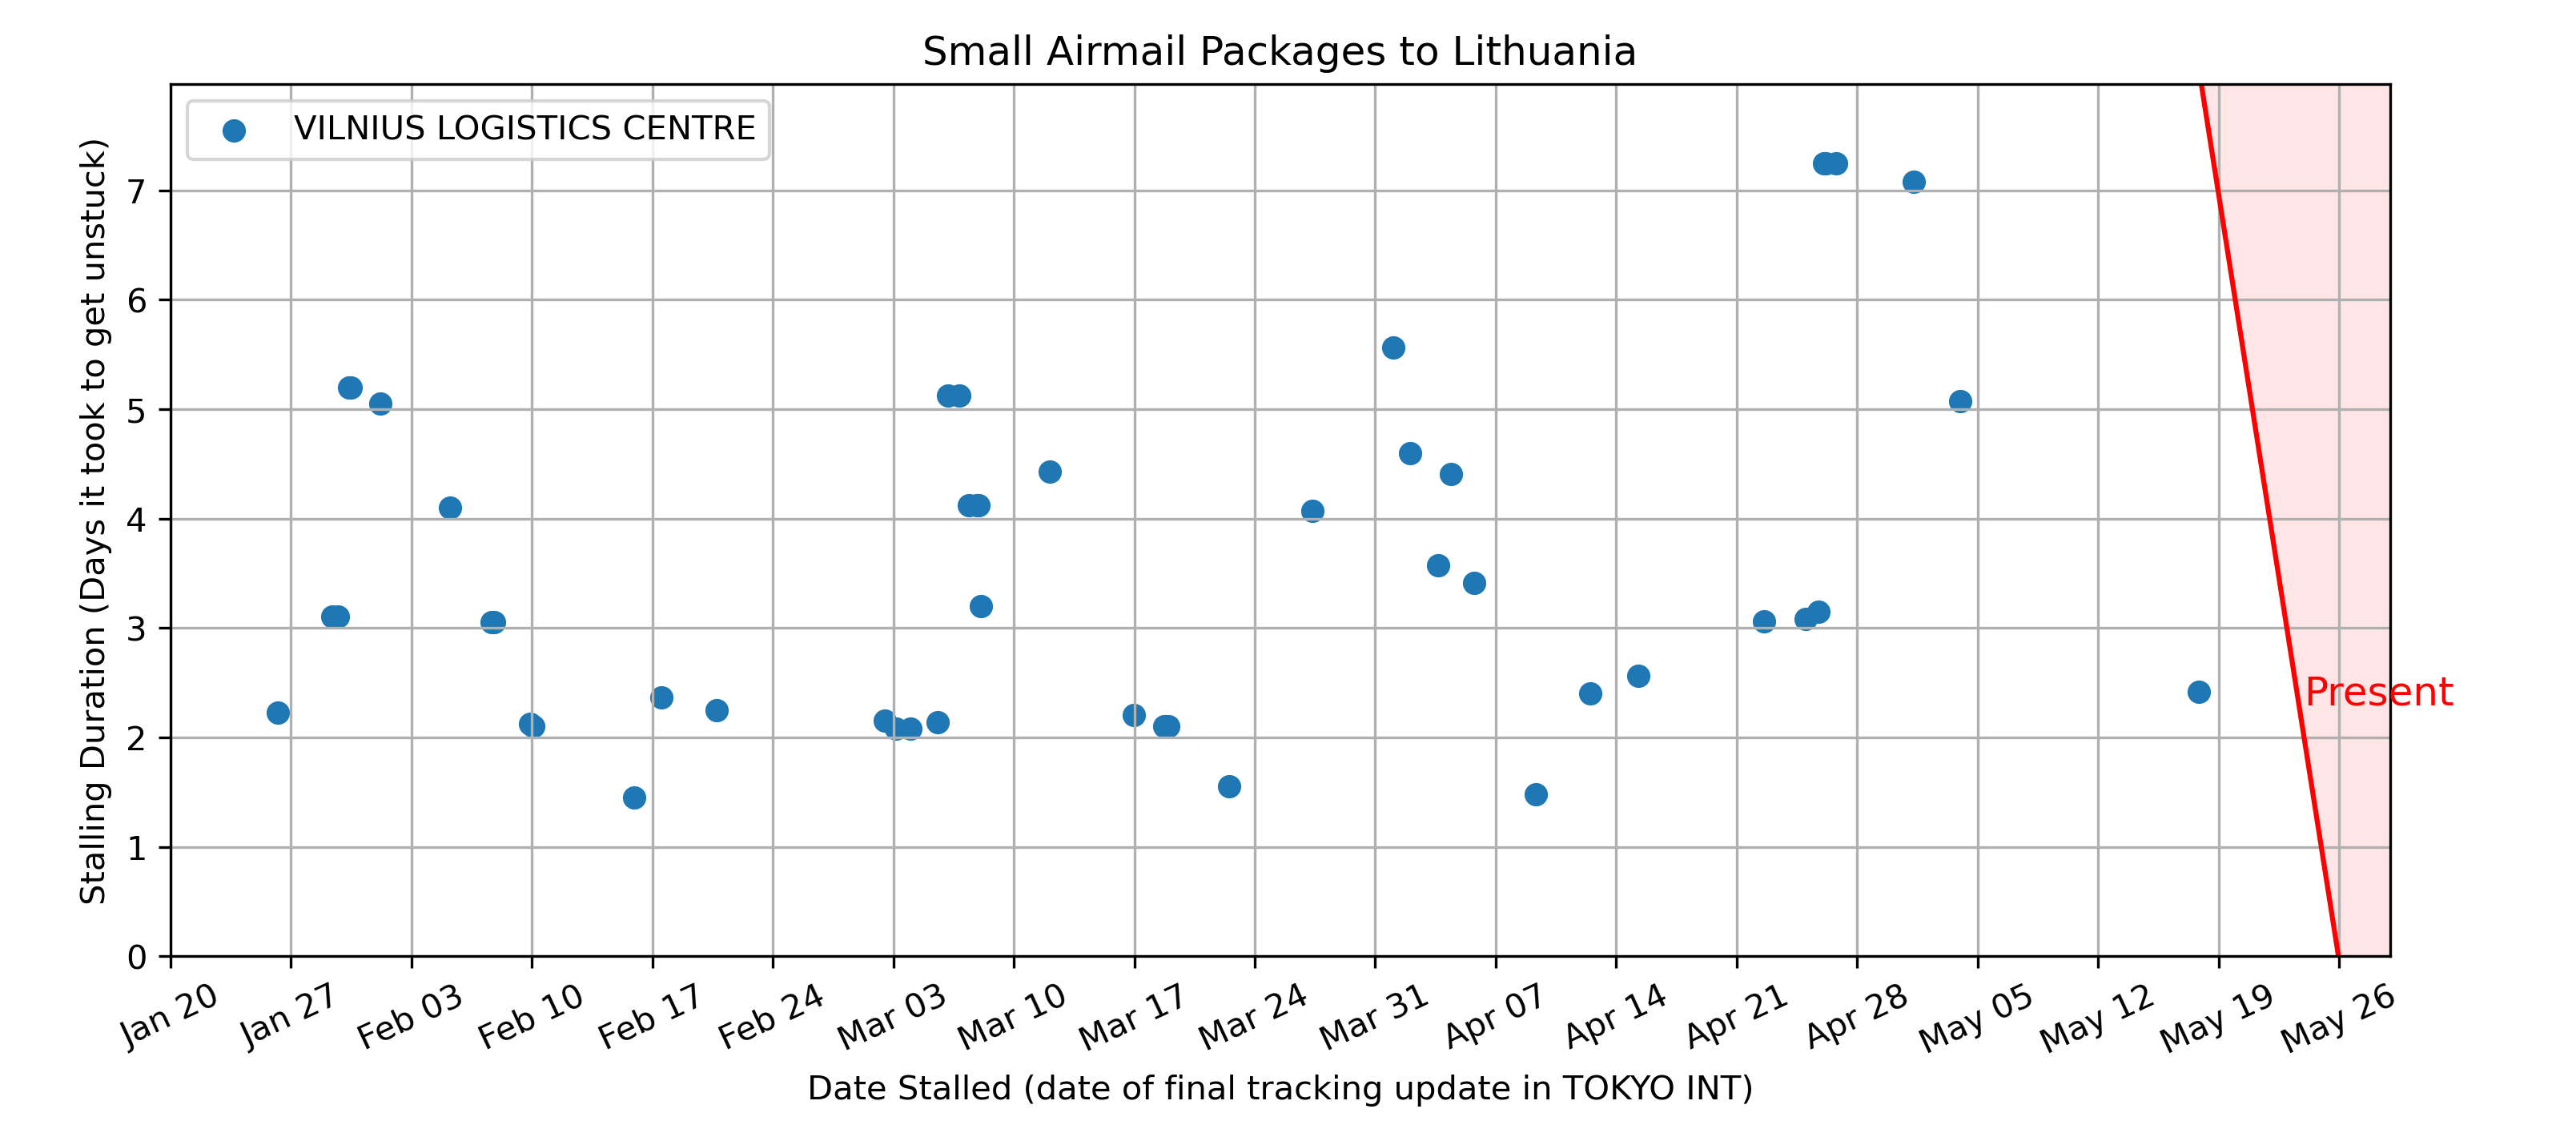 Small Airmail Packages to Lithuania
VILNIUS LOGISTICS CENTRE
Stalling Duration (Days it took to get unstuck)
7
6
5
4
3
2
1
0
Present
Jan 20
Jan 27
Feb 03
Feb 10
Feb 17
Feb 24
Mar 03
Mar 10
Mar 17
Mar 24
Mar 31
Apr 07
Apr 14
Apr 21
Apr 28
May 05
May 12
May 19
May 26
Date Stalled (date of final tracking update in TOKYO INT)